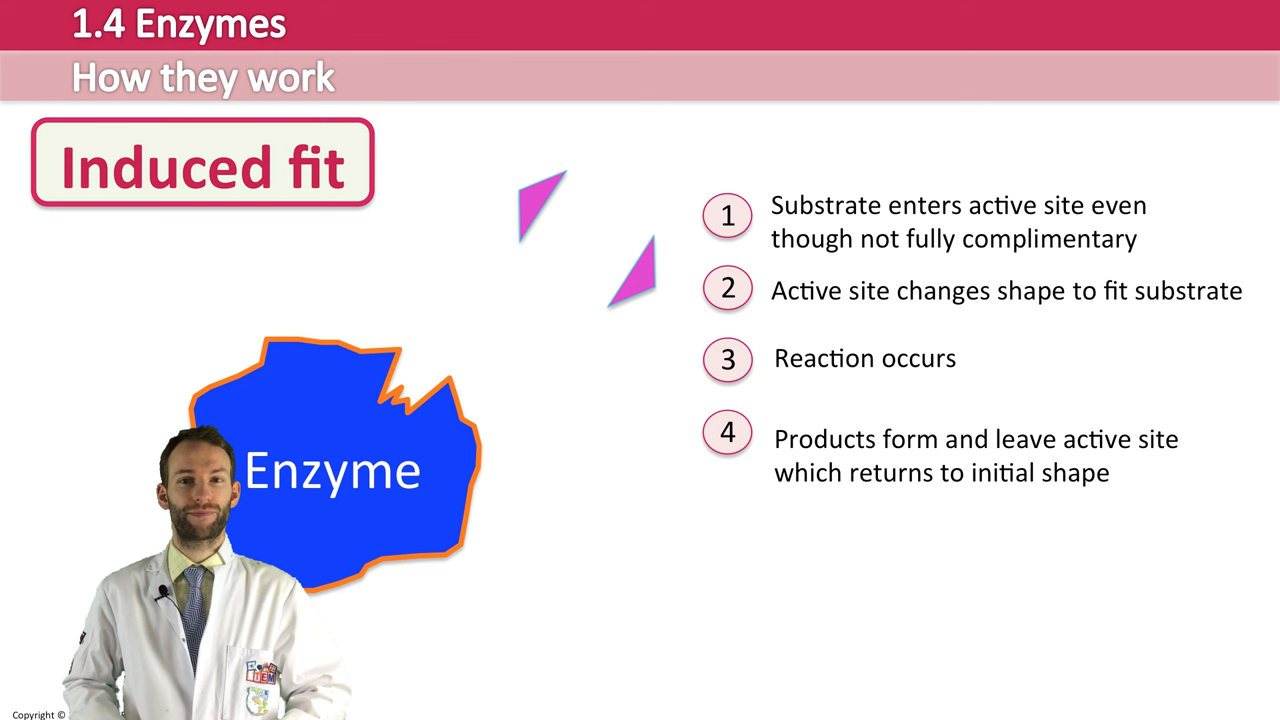 1.4 Enzymes
How they work
Induced fit
1
Substrate enters active site even
though not fully complimentary
2
Active site changes shape to fit substrate
3
Reaction occurs
4
Products form and leave active site
which returns to initial shape
Enzyme
STEM
Copyright ©